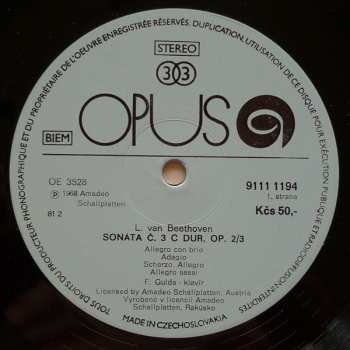 TOUS DROITS DU PRODUCTEUR PHONOGRAPHIQUE ET DU PROPRIÉTAIRE DE L'OEUVRE ENREGISTRÉE RÉSERVÉS. DUPLICATION, UTILISATION DE CE DISQUE POUR EXÉCUTION PUBLIQUE ET RADIODIFFUSION INTERDITES
STEREO
33
OPUS
BIEM
OE 3528
9111 1194
℗ 1968 Amadeo
Schallplatten
1. strana
81 2
Kčs 50,-
L. van Beethoven
SONÁTA Č. 3 C DUR, OP. 2/3
Allegro con brio
Adagio
Scherzo. Allegro
Allegro assai
F. Gulda - klavír
Licensed by Amadeo Schallplatten, Austria
Vyrobené v licencii Amadeo
Schallplatten, Rakúsko
MADE IN CZECHOSLOVAKIA